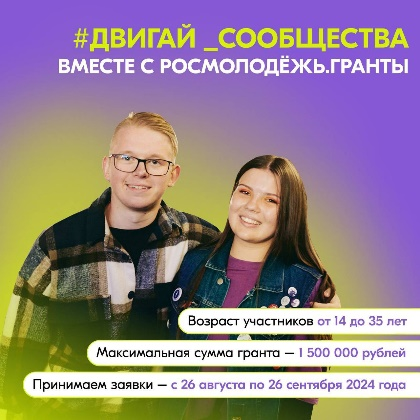 #ДВИГАЙ _СООБЩЕСТВА
ВМЕСТЕ С РОСМОЛОДЁЖЬ.ГРАНТЫ
Возраст участников от 14 до 35 лет
Максимальная сумма гранта – 1 500 000 рублей
Принимаем заявки – с 26 августа по 26 сентября 2024 года